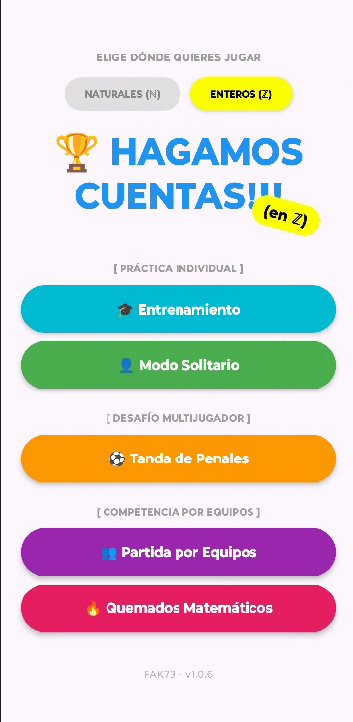 ELIGE DÓNDE QUIERES JUGAR
NATURALES (ℕ)
ENTEROS (ℤ)
🏆 HAGAMOS
CUENTAS!!!
(en ℤ)
[ PRÁCTICA INDIVIDUAL ]
🎓 Entrenamiento
👤 Modo Solitario
[ DESAFÍO MULTIJUGADOR ]
⚽ Tanda de Penales
[ COMPETENCIA POR EQUIPOS ]
👥 Partida por Equipos
🔥 Quemados Matemáticos
FAK73 - v1.0.6